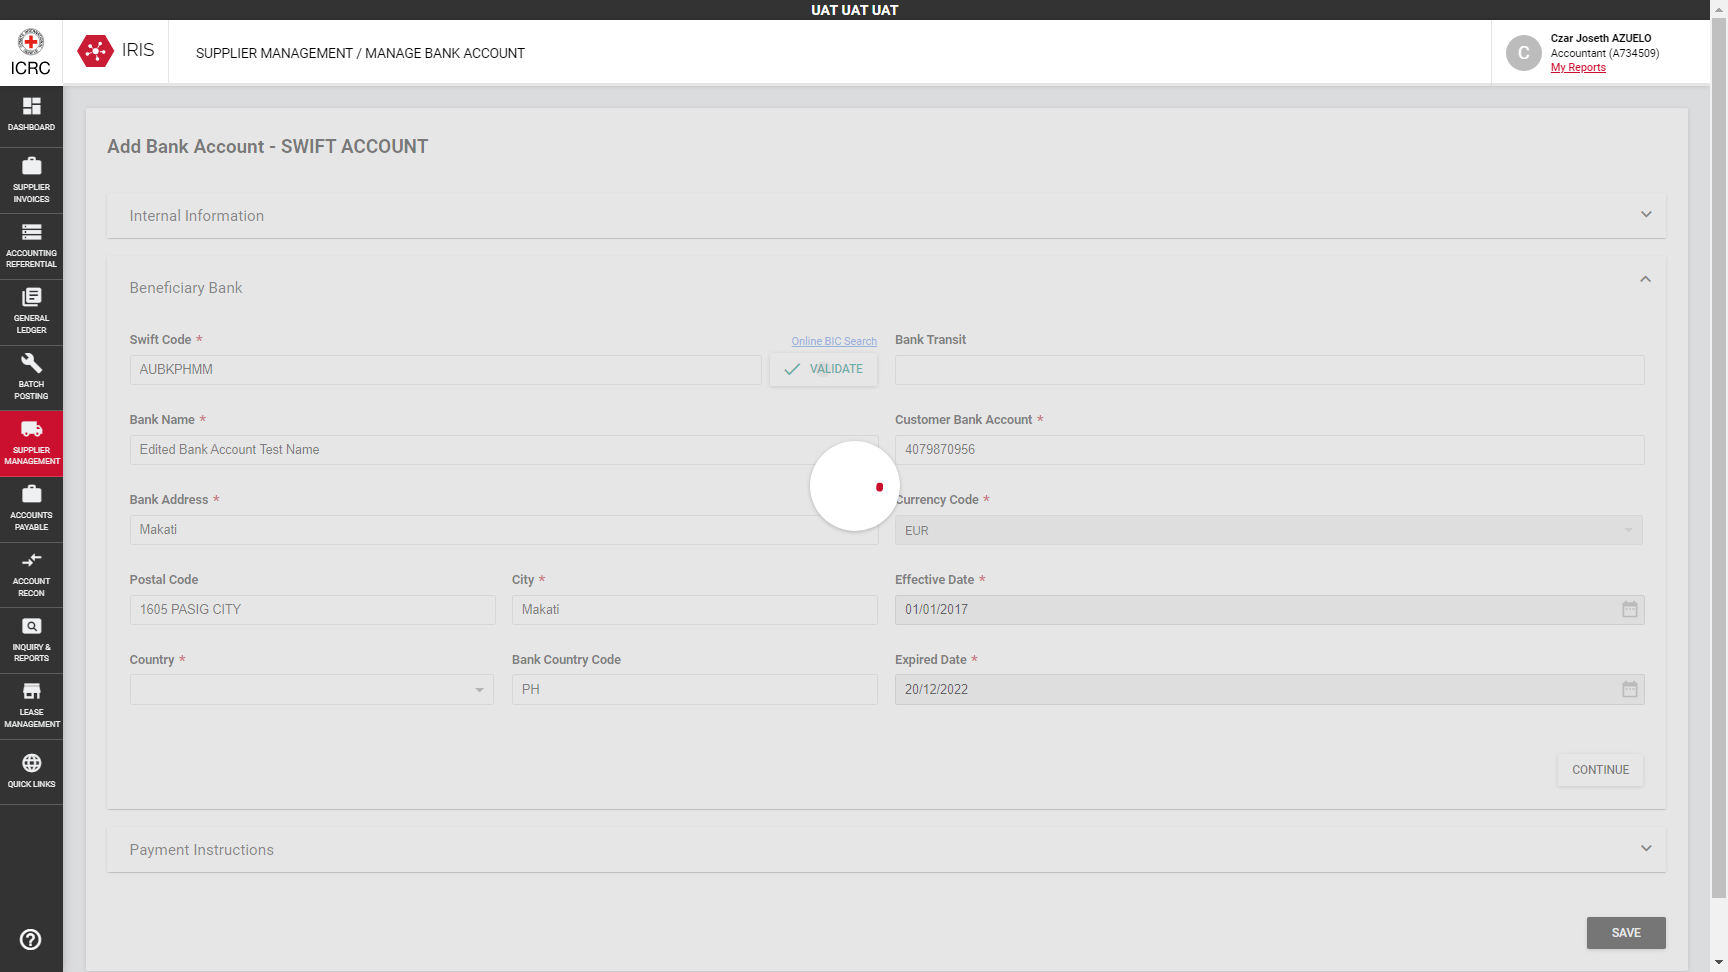 UAT UAT UAT
ICRC
IRIS
SUPPLIER MANAGEMENT / MANAGE BANK ACCOUNT
C
Czar Joseth AZUELO
Accountant (A734509)
My Reports
DASHBOARD
SUPPLIER
INVOICES
ACCOUNTING
REFERENTIAL
GENERAL
LEDGER
BATCH
POSTING
SUPPLIER
MANAGEMENT
ACCOUNTS
PAYABLE
ACCOUNT
RECON
INQUIRY &
REPORTS
LEASE
MANAGEMENT
QUICK LINKS
Add Bank Account - SWIFT ACCOUNT
Internal Information
Beneficiary Bank
Swift Code *
Online BIC Search
AUBKPHMM
VALIDATE
Bank Transit
Bank Name *
Edited Bank Account Test Name
Customer Bank Account *
4079870956
Bank Address *
Makati
Currency Code *
EUR
Postal Code
1605 PASIG CITY
City *
Makati
Effective Date *
01/01/2017
Country *
Bank Country Code
PH
Expired Date *
20/12/2022
CONTINUE
Payment Instructions
SAVE